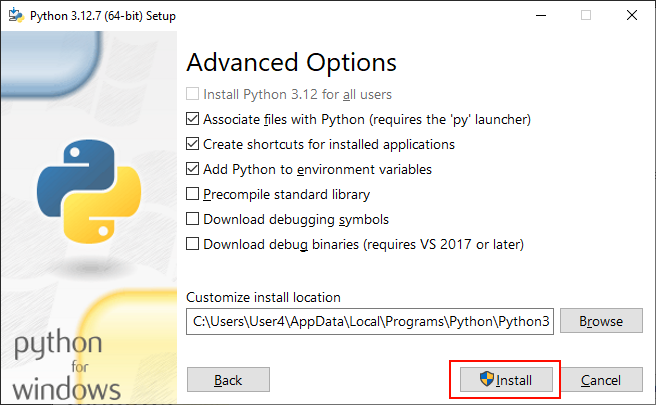 Python 3.12.7 (64-bit) Setup
Advanced Options
Install Python 3.12 for all users
Associate files with Python (requires the 'py' launcher)
Create shortcuts for installed applications
Add Python to environment variables
Precompile standard library
Download debugging symbols
Download debug binaries (requires VS 2017 or later)
Customize install location
C:\Users\User4\AppData\Local\Programs\Python\Python3
Browse
python
for
windows
Back
Install
Cancel